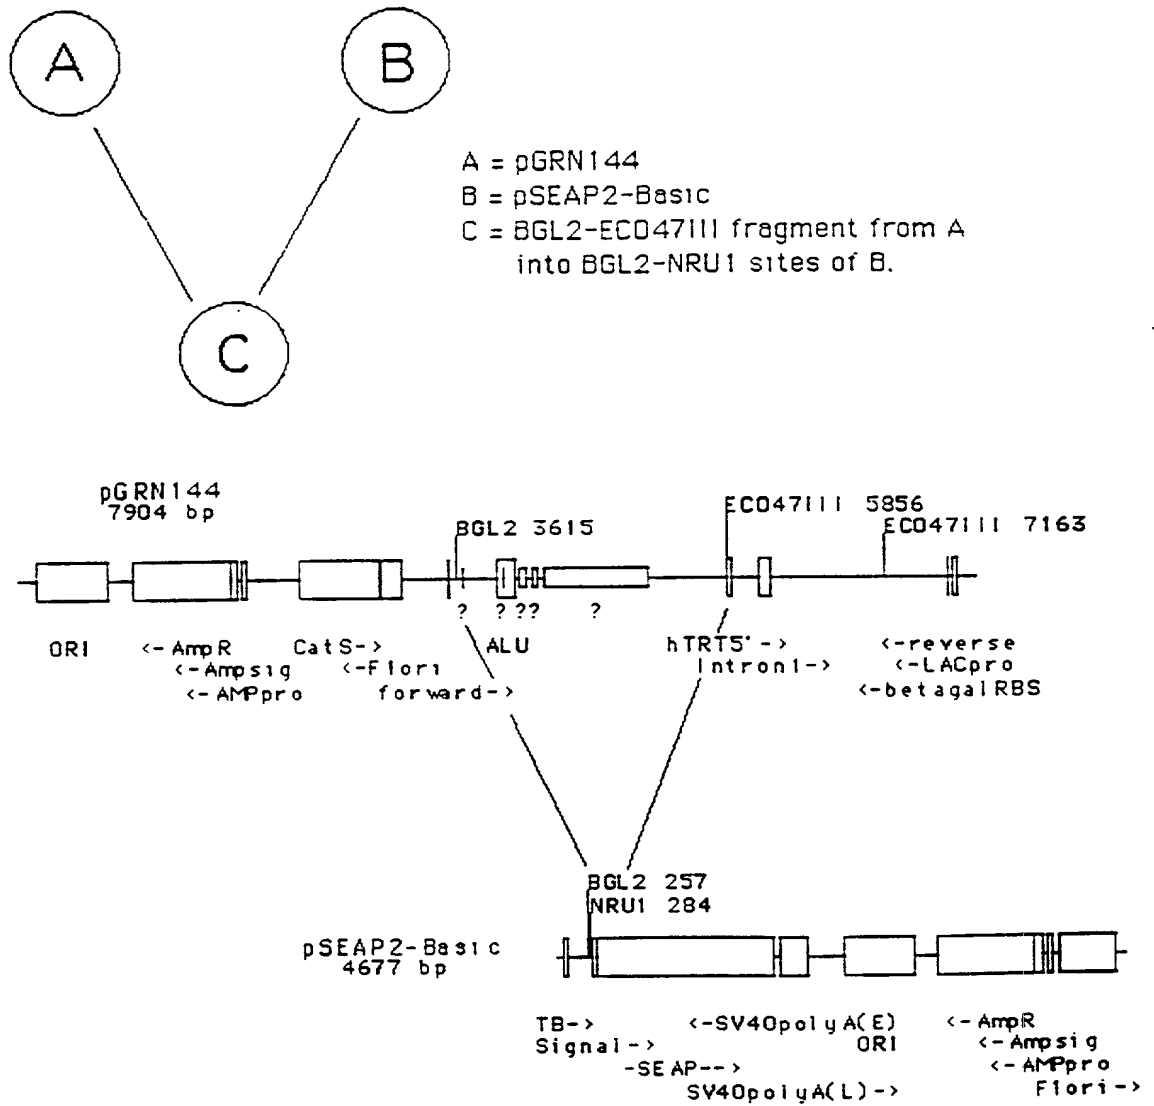 A
B
A = pGRN144
B = pSEAP2-Basic
C = BGL2-ECO47III fragment from A
into BGL2-NRU1 sites of B.
C
pGRN144
7904 bp
BGL2 3615
ECO47III 5856
ECO47III 7163
? ? ?? ?
ORI <-AmpR CatS-> ALU hTRT5'-> <-reverse
<-Ampsig <-F1ori Intron1-> <-LACpro
<-AMPpro forward-> <-betagalRBS
BGL2 257
NRU1 284
pSEAP2-Basic
4677 bp
TB-> <-SV40polyA(E) <-AmpR
Signal-> ORI <-Ampsig
-SEAP--> <-AMPpro
SV40polyA(L)-> F1ori->